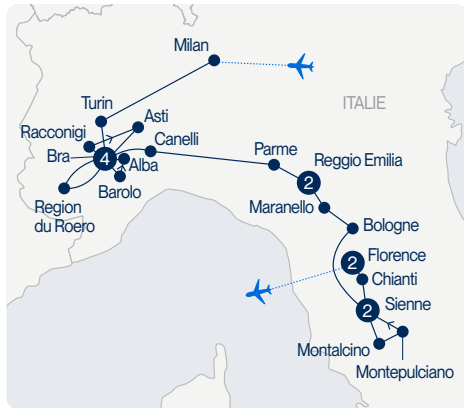 Milan
ITALIE
Turin
Asti
Racconigi
Canelli
Bra
4
Alba
Barolo
Region
du Roero
Parme
Reggio Emilia
2
Maranello
Bologne
Florence
2
Chianti
Sienne
2
Montalcino
Montepulciano